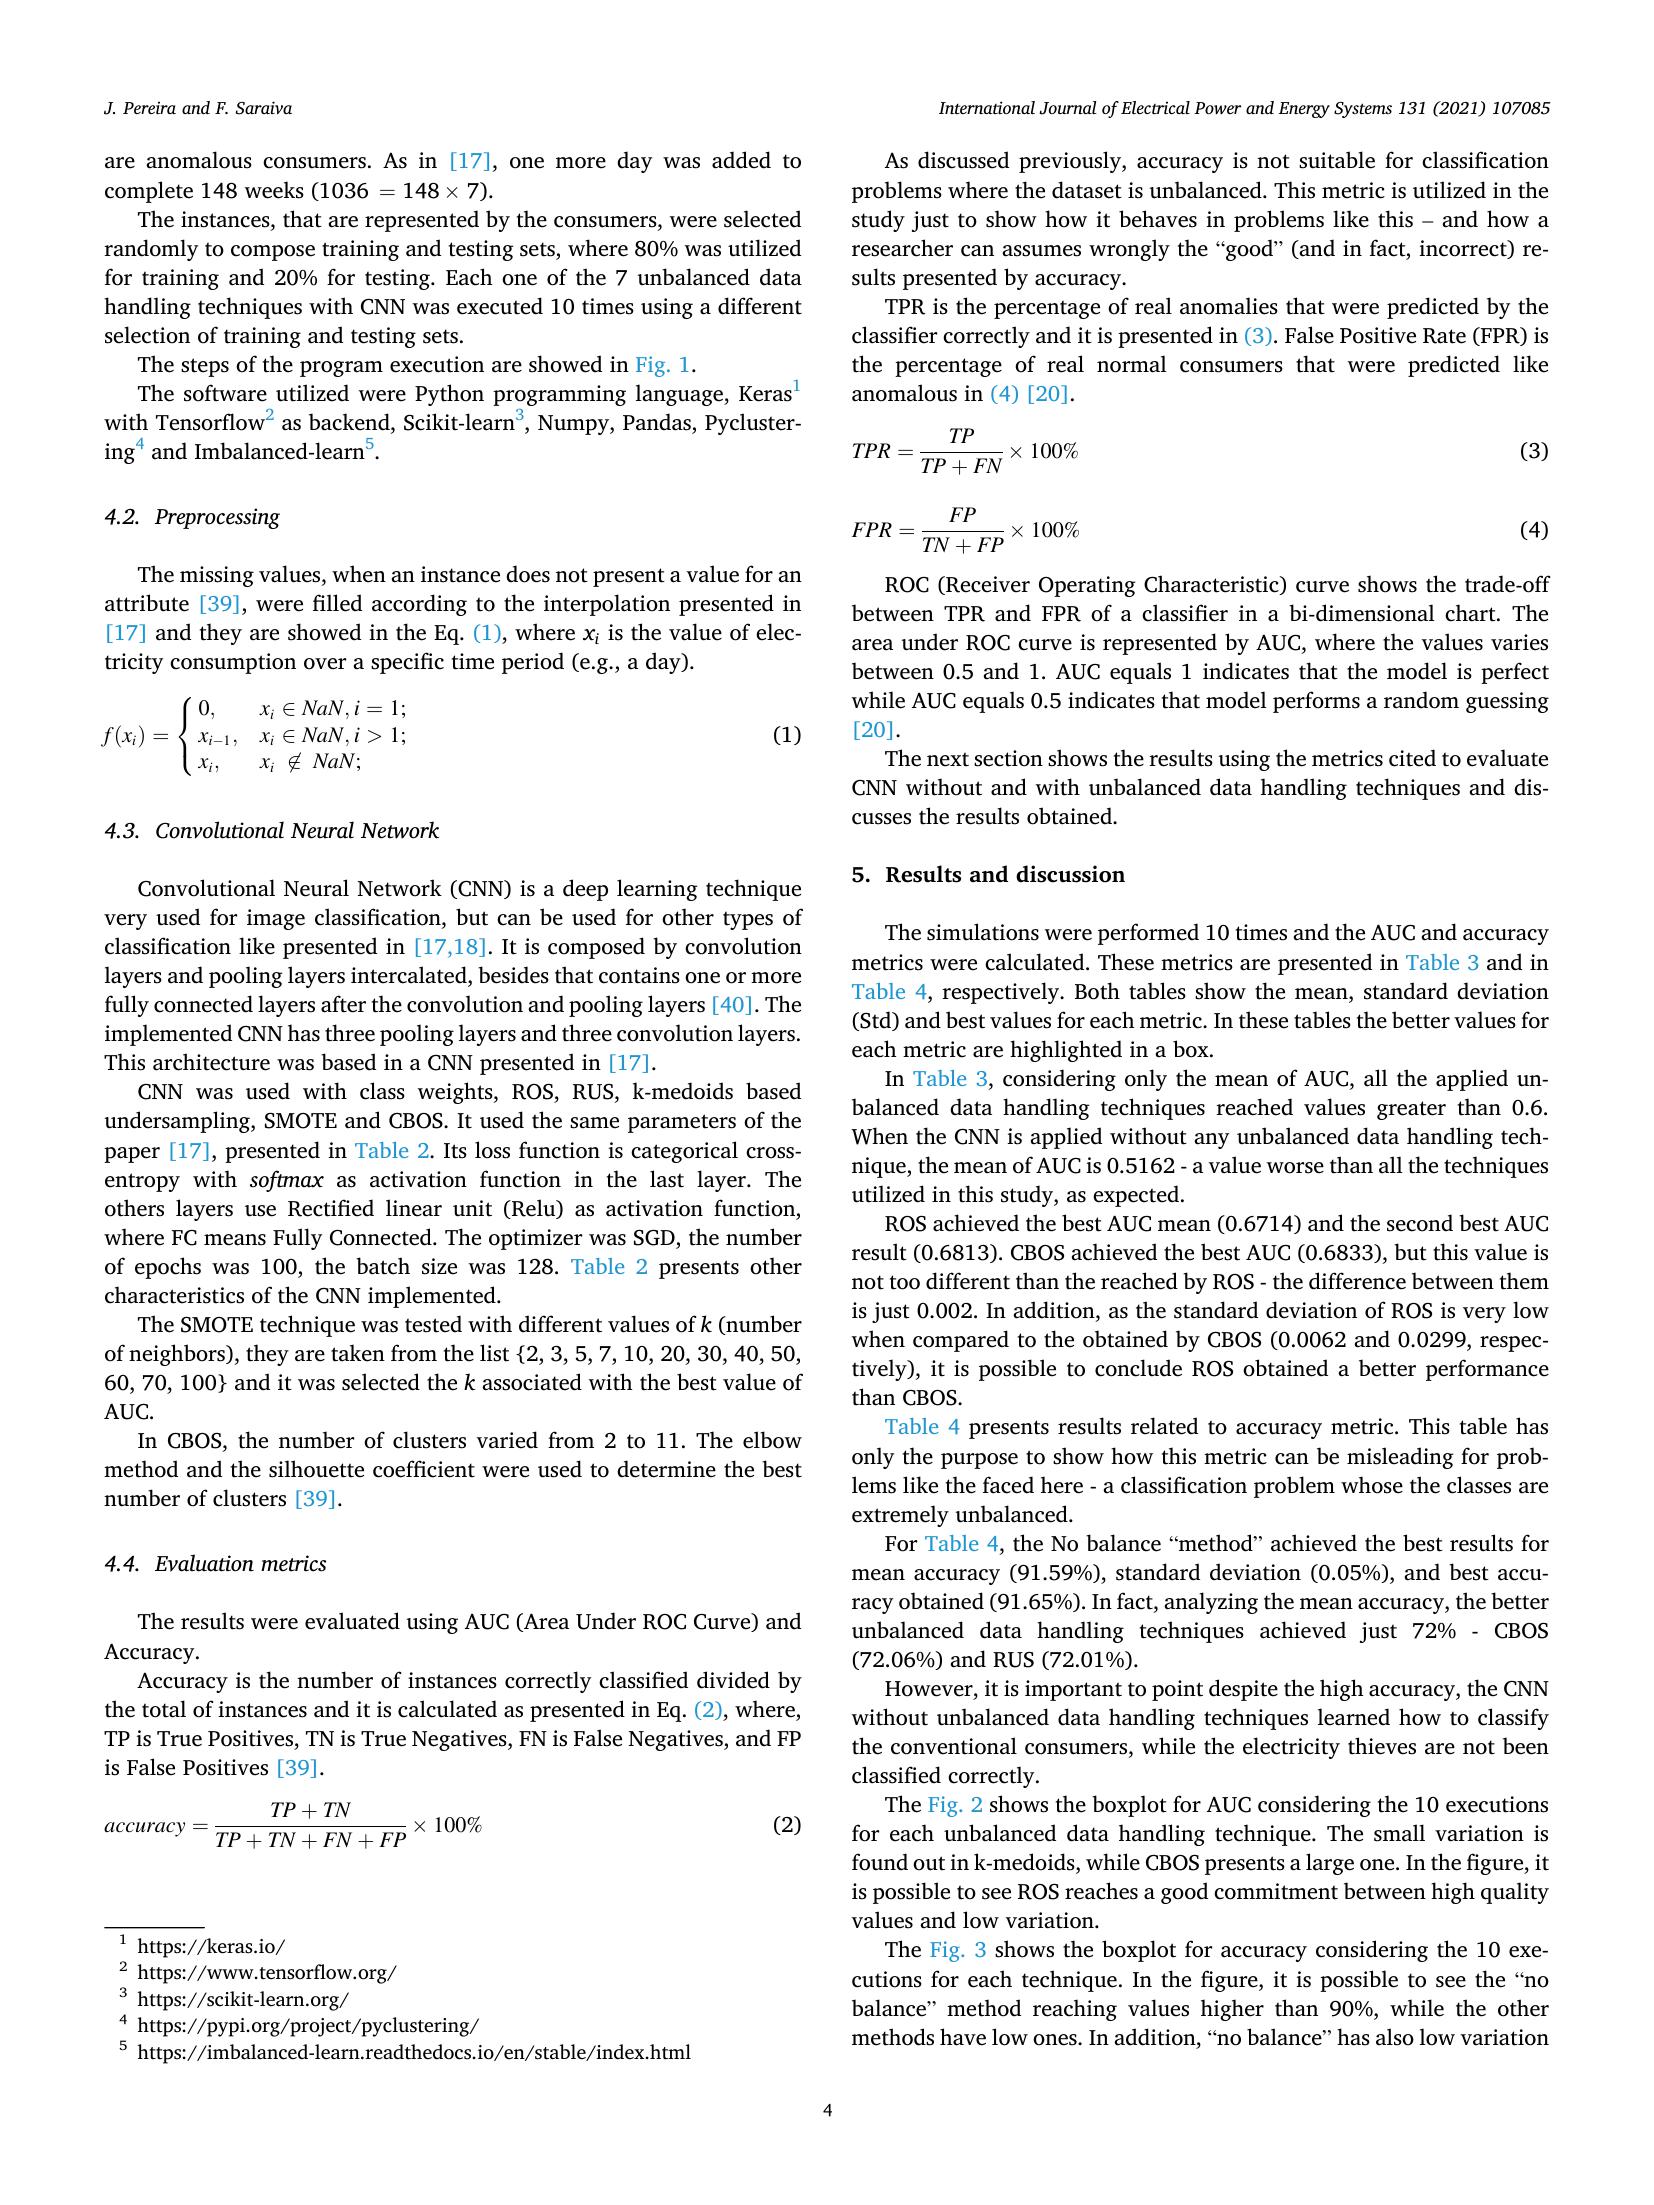 J. Pereira and F. Saraiva
International Journal of Electrical Power and Energy Systems 131 (2021) 107085
are anomalous consumers. As in [17], one more day was added to
complete 148 weeks (1036 = 148 × 7).
The instances, that are represented by the consumers, were selected
randomly to compose training and testing sets, where 80% was utilized
for training and 20% for testing. Each one of the 7 unbalanced data
handling techniques with CNN was executed 10 times using a different
selection of training and testing sets.
The steps of the program execution are showed in Fig. 1.
The software utilized were Python programming language, Keras1
with Tensorflow2 as backend, Scikit-learn3, Numpy, Pandas, Pycluster-
ing4 and Imbalanced-learn5.
4.2. Preprocessing
The missing values, when an instance does not present a value for an
attribute [39], were filled according to the interpolation presented in
[17] and they are showed in the Eq. (1), where xi is the value of elec-
tricity consumption over a specific time period (e.g., a day).
f(xi) = { 0, xi ∈ NaN, i = 1;
xi−1, xi ∈ NaN, i > 1;
xi, xi ∉ NaN;
(1)
4.3. Convolutional Neural Network
Convolutional Neural Network (CNN) is a deep learning technique
very used for image classification, but can be used for other types of
classification like presented in [17,18]. It is composed by convolution
layers and pooling layers intercalated, besides that contains one or more
fully connected layers after the convolution and pooling layers [40]. The
implemented CNN has three pooling layers and three convolution layers.
This architecture was based in a CNN presented in [17].
CNN was used with class weights, ROS, RUS, k-medoids based
undersampling, SMOTE and CBOS. It used the same parameters of the
paper [17], presented in Table 2. Its loss function is categorical cross-
entropy with softmax as activation function in the last layer. The
others layers use Rectified linear unit (Relu) as activation function,
where FC means Fully Connected. The optimizer was SGD, the number
of epochs was 100, the batch size was 128. Table 2 presents other
characteristics of the CNN implemented.
The SMOTE technique was tested with different values of k (number
of neighbors), they are taken from the list {2, 3, 5, 7, 10, 20, 30, 40, 50,
60, 70, 100} and it was selected the k associated with the best value of
AUC.
In CBOS, the number of clusters varied from 2 to 11. The elbow
method and the silhouette coefficient were used to determine the best
number of clusters [39].
4.4. Evaluation metrics
The results were evaluated using AUC (Area Under ROC Curve) and
Accuracy.
Accuracy is the number of instances correctly classified divided by
the total of instances and it is calculated as presented in Eq. (2), where,
TP is True Positives, TN is True Negatives, FN is False Negatives, and FP
is False Positives [39].
accuracy = (TP + TN) / (TP + TN + FN + FP) × 100% (2)
1 https://keras.io/
2 https://www.tensorflow.org/
3 https://scikit-learn.org/
4 https://pypi.org/project/pyclustering/
5 https://imbalanced-learn.readthedocs.io/en/stable/index.html
As discussed previously, accuracy is not suitable for classification
problems where the dataset is unbalanced. This metric is utilized in the
study just to show how it behaves in problems like this – and how a
researcher can assumes wrongly the “good” (and in fact, incorrect) re-
sults presented by accuracy.
TPR is the percentage of real anomalies that were predicted by the
classifier correctly and it is presented in (3). False Positive Rate (FPR) is
the percentage of real normal consumers that were predicted like
anomalous in (4) [20].
TPR = TP / (TP + FN) × 100% (3)
FPR = FP / (TN + FP) × 100% (4)
ROC (Receiver Operating Characteristic) curve shows the trade-off
between TPR and FPR of a classifier in a bi-dimensional chart. The
area under ROC curve is represented by AUC, where the values varies
between 0.5 and 1. AUC equals 1 indicates that the model is perfect
while AUC equals 0.5 indicates that model performs a random guessing
[20].
The next section shows the results using the metrics cited to evaluate
CNN without and with unbalanced data handling techniques and dis-
cusses the results obtained.
5. Results and discussion
The simulations were performed 10 times and the AUC and accuracy
metrics were calculated. These metrics are presented in Table 3 and in
Table 4, respectively. Both tables show the mean, standard deviation
(Std) and best values for each metric. In these tables the better values for
each metric are highlighted in a box.
In Table 3, considering only the mean of AUC, all the applied un-
balanced data handling techniques reached values greater than 0.6.
When the CNN is applied without any unbalanced data handling tech-
nique, the mean of AUC is 0.5162 - a value worse than all the techniques
utilized in this study, as expected.
ROS achieved the best AUC mean (0.6714) and the second best AUC
result (0.6813). CBOS achieved the best AUC (0.6833), but this value is
not too different than the reached by ROS - the difference between them
is just 0.002. In addition, as the standard deviation of ROS is very low
when compared to the obtained by CBOS (0.0062 and 0.0299, respec-
tively), it is possible to conclude ROS obtained a better performance
than CBOS.
Table 4 presents results related to accuracy metric. This table has
only the purpose to show how this metric can be misleading for prob-
lems like the faced here - a classification problem whose the classes are
extremely unbalanced.
For Table 4, the No balance “method” achieved the best results for
mean accuracy (91.59%), standard deviation (0.05%), and best accu-
racy obtained (91.65%). In fact, analyzing the mean accuracy, the better
unbalanced data handling techniques achieved just 72% - CBOS
(72.06%) and RUS (72.01%).
However, it is important to point despite the high accuracy, the CNN
without unbalanced data handling techniques learned how to classify
the conventional consumers, while the electricity thieves are not been
classified correctly.
The Fig. 2 shows the boxplot for AUC considering the 10 executions
for each unbalanced data handling technique. The small variation is
found out in k-medoids, while CBOS presents a large one. In the figure, it
is possible to see ROS reaches a good commitment between high quality
values and low variation.
The Fig. 3 shows the boxplot for accuracy considering the 10 exe-
cutions for each technique. In the figure, it is possible to see the “no
balance” method reaching values higher than 90%, while the other
methods have low ones. In addition, “no balance” has also low variation
4